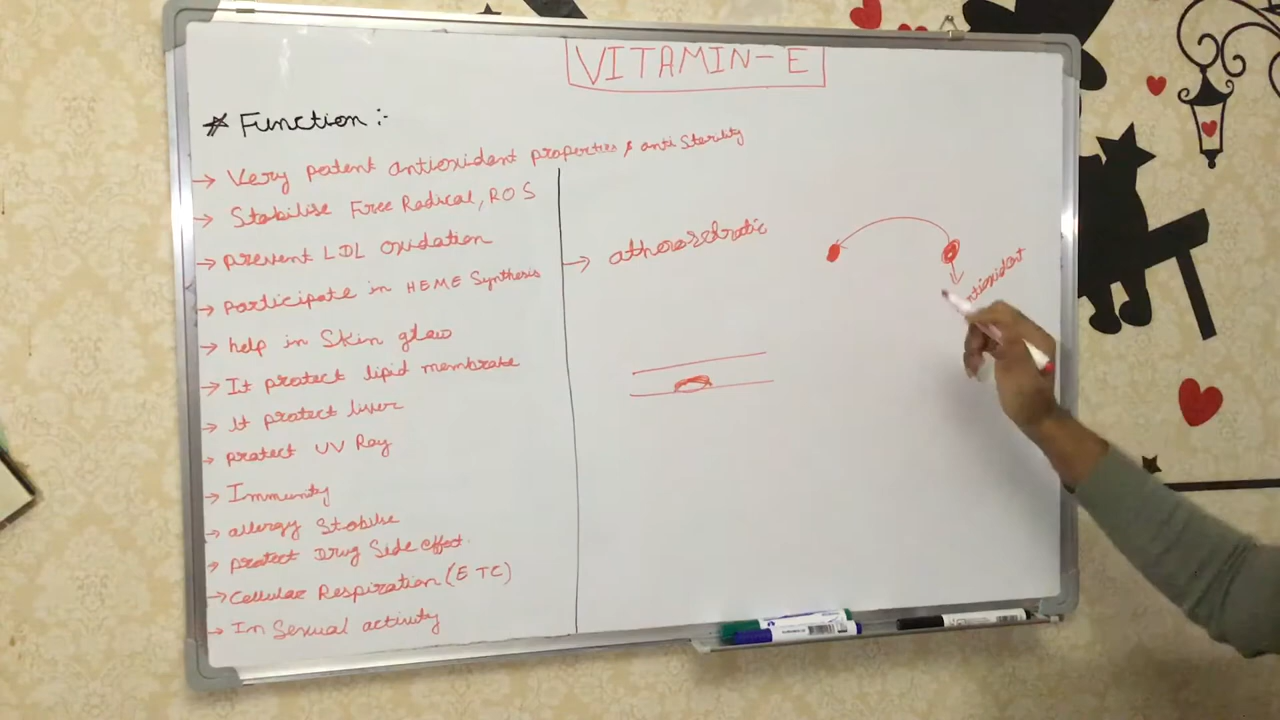 VITAMIN-E
* Function :-
→ Very potent antioxidant properties & anti Sterility
→ Stabilise Free Radical, ROS
→ prevent LDL oxidation
→ participate in HEME Synthesis
→ help in Skin glow
→ It protect lipid membrane
→ It protect liver
→ protect UV Ray
→ Immunity
→ allergy Stabilise
→ protect Drug Side effect.
→ Cellular Respiration (ETC)
→ In Sexual activity